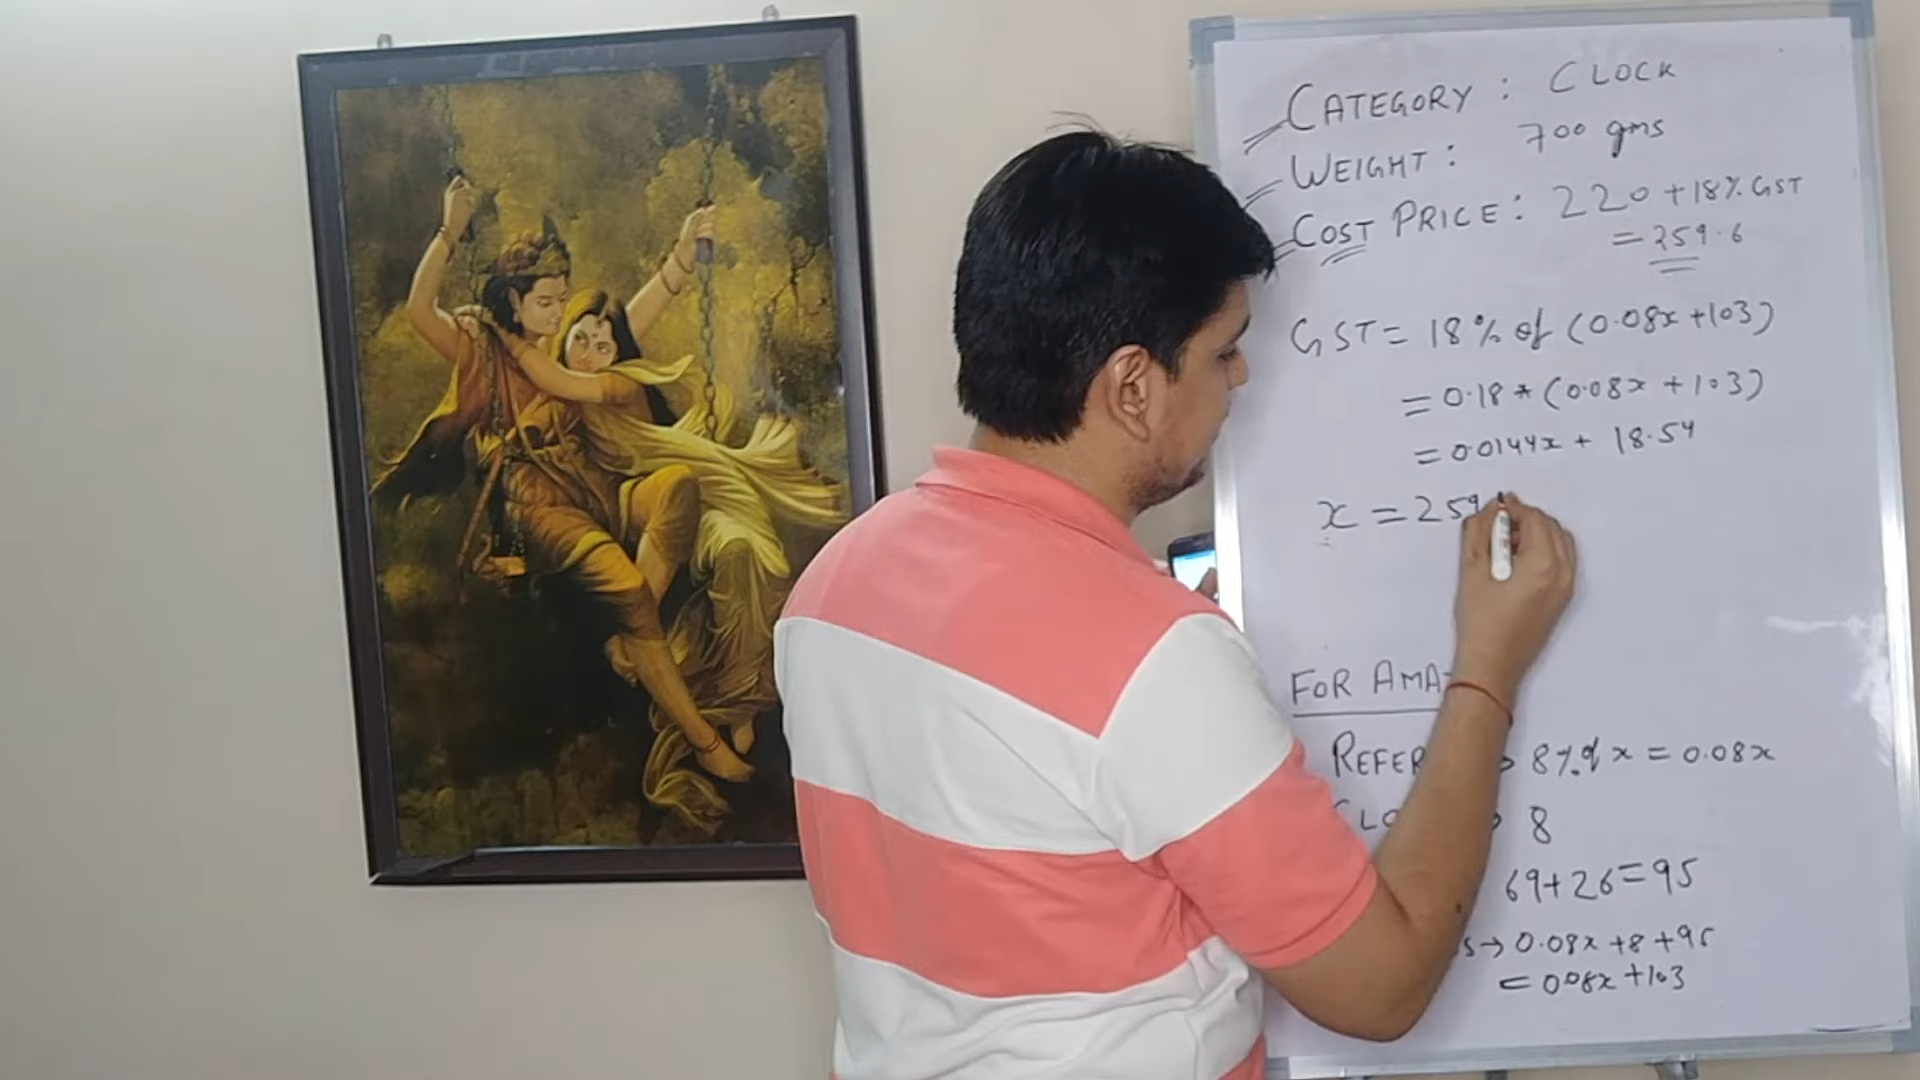 CATEGORY : CLOCK
WEIGHT : 700 gms
COST PRICE : 220 + 18% GST
= 259.6
GST = 18% of (0.08x + 103)
= 0.18 * (0.08x + 103)
= 0.0144x + 18.54
x = 259
FOR AMA
REFER → 8% of x = 0.08x
CLO → 8
69 + 26 = 95
s → 0.08x + 8 + 95
= 0.08x + 103